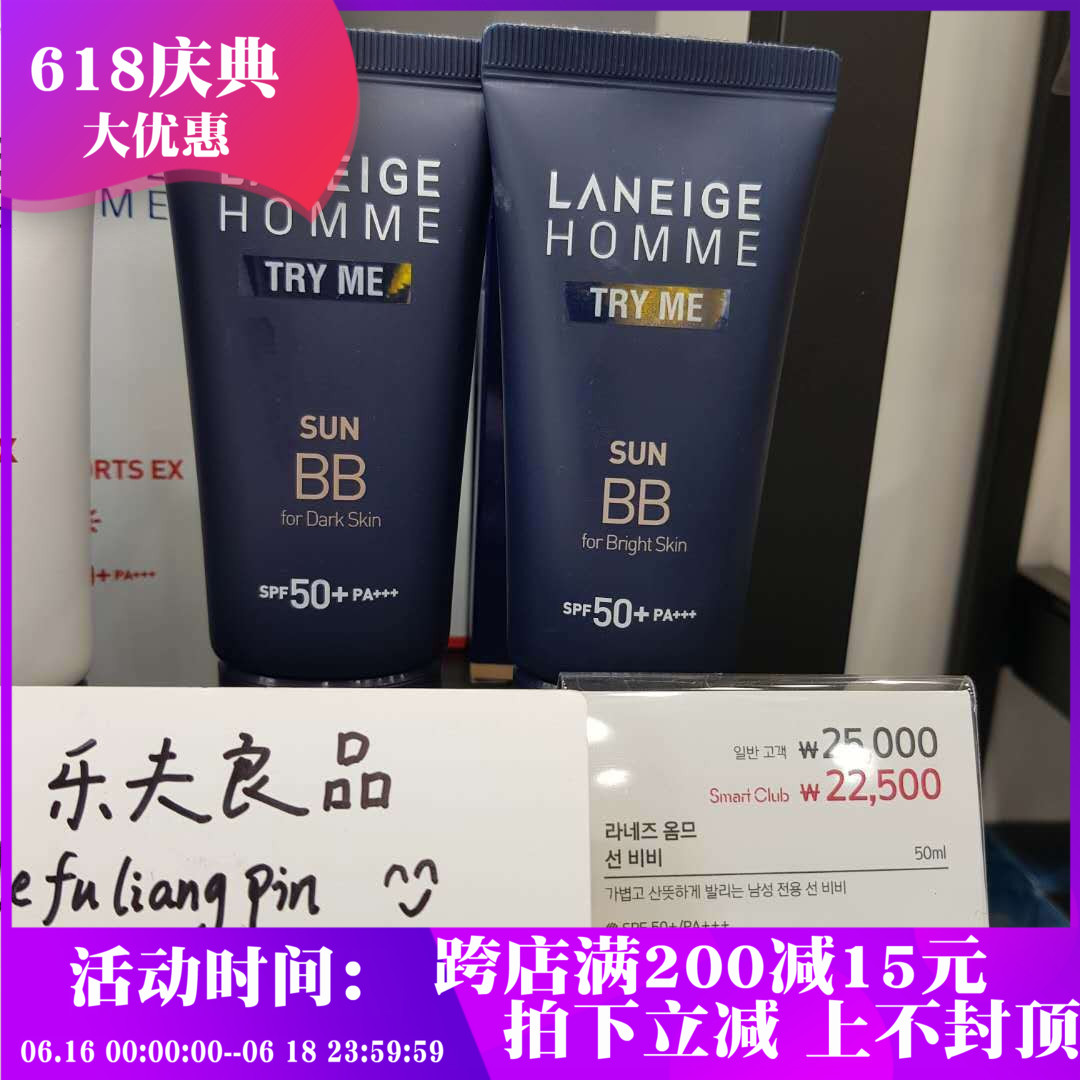 618庆典
大优惠
LANEIGE
HOMME
TRY ME
SUN
BB
for Dark Skin
SPF50+ PA+++
LANEIGE
HOMME
TRY ME
SUN
BB
for Bright Skin
SPF50+ PA+++
ME
RTS EX
PA+++
乐夫良品
e fu liang pin
일반 고객 ₩25,000
Smart Club ₩22,500
라네즈 옴므
선 비비 50ml
가볍고 산뜻하게 발리는 남성 전용 선 비비
SPF 50+/PA+++
活动时间:
06.16 00:00:00--06 18 23:59:59
跨店满200减15元
拍下立减 上不封顶